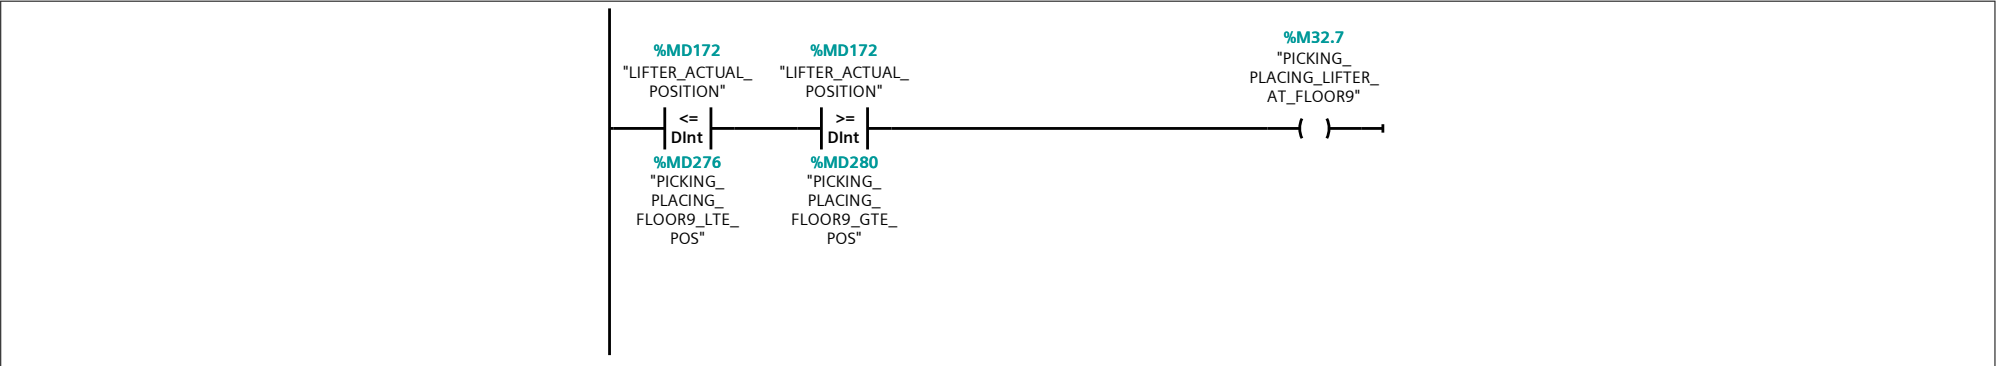 %MD172
"LIFTER_ACTUAL_
POSITION"
<=
DInt
%MD276
"PICKING_
PLACING_
FLOOR9_LTE_
POS"
%MD172
"LIFTER_ACTUAL_
POSITION"
>=
DInt
%MD280
"PICKING_
PLACING_
FLOOR9_GTE_
POS"
%M32.7
"PICKING_
PLACING_LIFTER_
AT_FLOOR9"